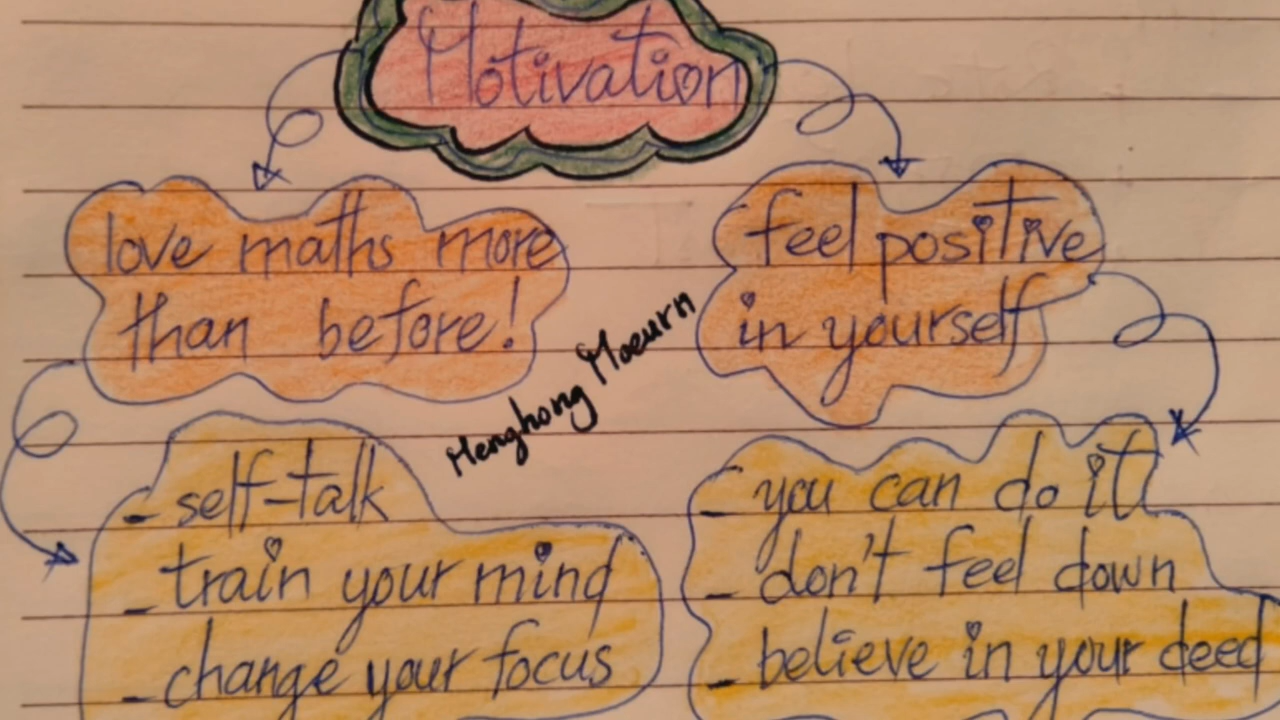 Motivation
love maths more
than before!
feel positive
in yourself
Menghong Moeurn
- self-talk
- train your mind
- change your focus
- you can do it!
- don't feel down
- believe in your deed